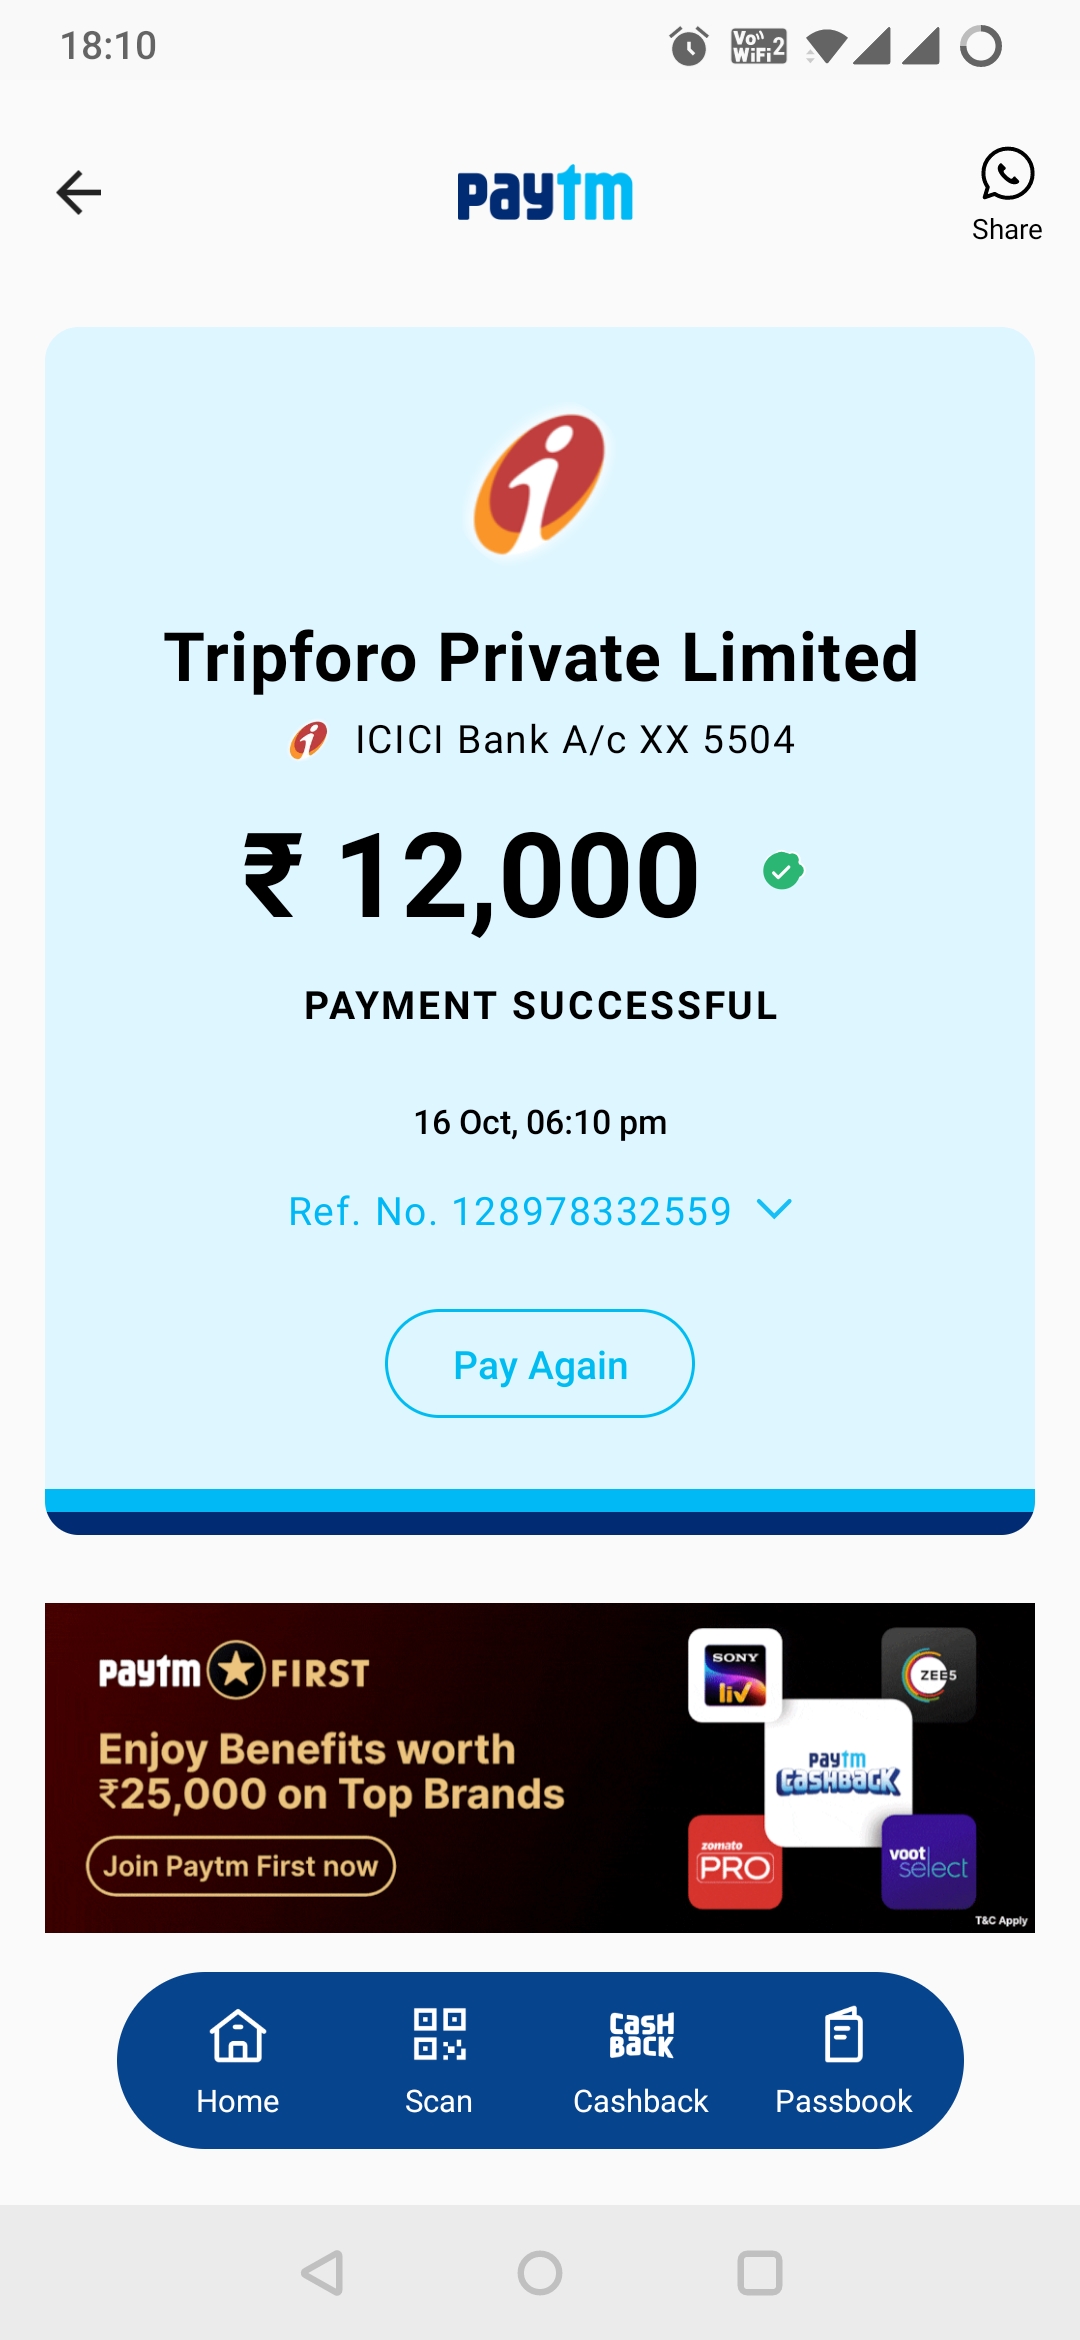 18:10
Vo))
WiFi 2
paytm
Share
Tripforo Private Limited
ICICI Bank A/c XX 5504
₹ 12,000
PAYMENT SUCCESSFUL
16 Oct, 06:10 pm
Ref. No. 128978332559
Pay Again
paytm FIRST
Enjoy Benefits worth
₹25,000 on Top Brands
Join Paytm First now
SONY
liv
ZEE5
paytm
CASHBACK
zomato
PRO
voot
select
T&C Apply
Home
Scan
CASH
BACK
Cashback
Passbook